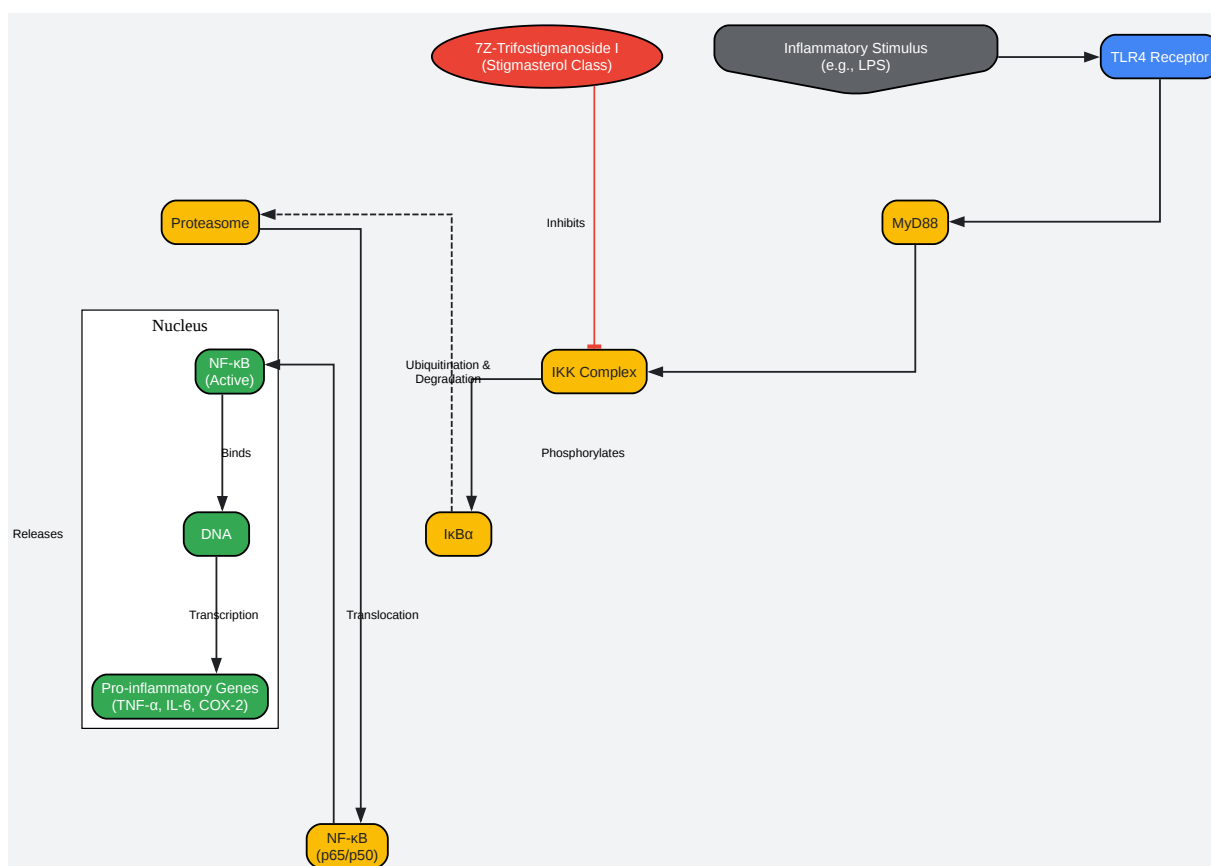 7Z-Trifostigmanoside I
(Stigmasterol Class)
Inflammatory Stimulus
(e.g., LPS)
TLR4 Receptor
Proteasome
Inhibits
MyD88
Nucleus
NF-κB
(Active)
Ubiquitination &
Degradation
IKK Complex
Binds
Phosphorylates
Releases
DNA
IκBα
Transcription
Translocation
Pro-inflammatory Genes
(TNF-α, IL-6, COX-2)
NF-κB
(p65/p50)